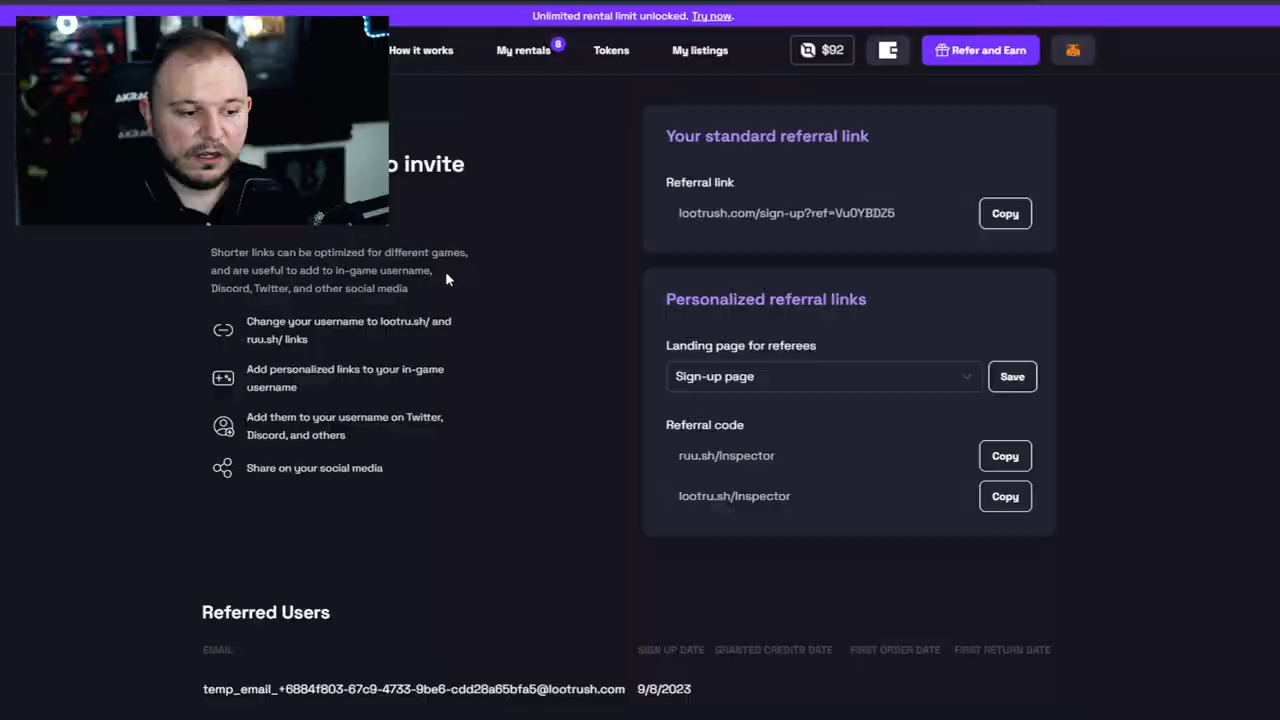 Unlimited rental limit unlocked. Try now.
How it works
My rentals 8
Tokens
My listings
$92
Refer and Earn
AKRAC
invite
Shorter links can be optimized for different games,
and are useful to add to in-game username,
Discord, Twitter, and other social media
Change your username to lootru.sh/ and
ruu.sh/ links
Add personalized links to your in-game
username
Add them to your username on Twitter,
Discord, and others
Share on your social media
Your standard referral link
Referral link
lootrush.com/sign-up?ref=Vu0YBDZ5
Copy
Personalized referral links
Landing page for referees
Sign-up page
Save
Referral code
ruu.sh/Inspector
Copy
lootru.sh/Inspector
Copy
Referred Users
EMAIL
SIGN UP DATE
GRANTED CREDITS DATE
FIRST ORDER DATE
FIRST RETURN DATE
temp_email_+6884f803-67c9-4733-9be6-cdd28a65bfa5@lootrush.com
9/8/2023